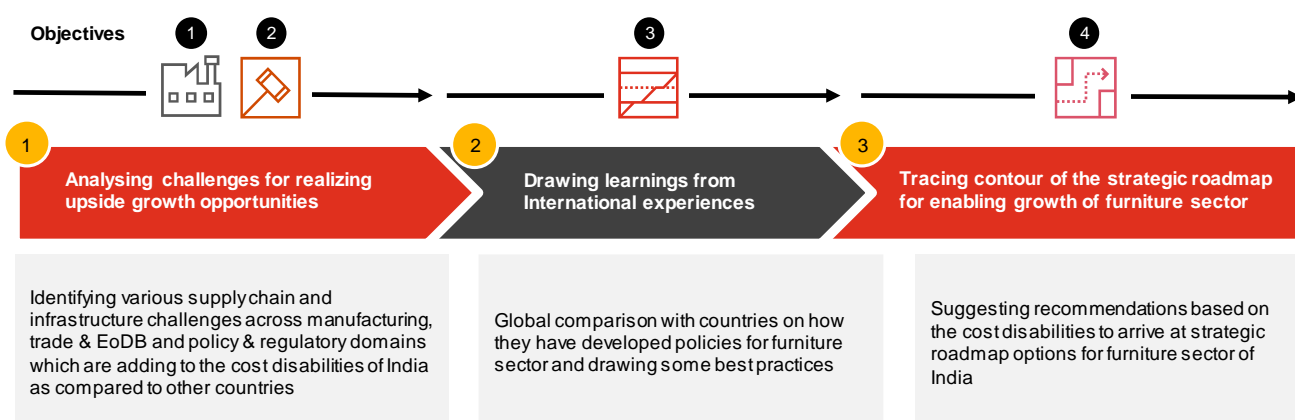 Objectives
1
2
3
4
1
Analysing challenges for realizing
upside growth opportunities
2
Drawing learnings from
International experiences
3
Tracing contour of the strategic roadmap
for enabling growth of furniture sector
Identifying various supply chain and
infrastructure challenges across manufacturing,
trade & EoDB and policy & regulatory domains
which are adding to the cost disabilities of India
as compared to other countries
Global comparison with countries on how
they have developed policies for furniture
sector and drawing some best practices
Suggesting recommendations based on
the cost disabilities to arrive at strategic
roadmap options for furniture sector of
India